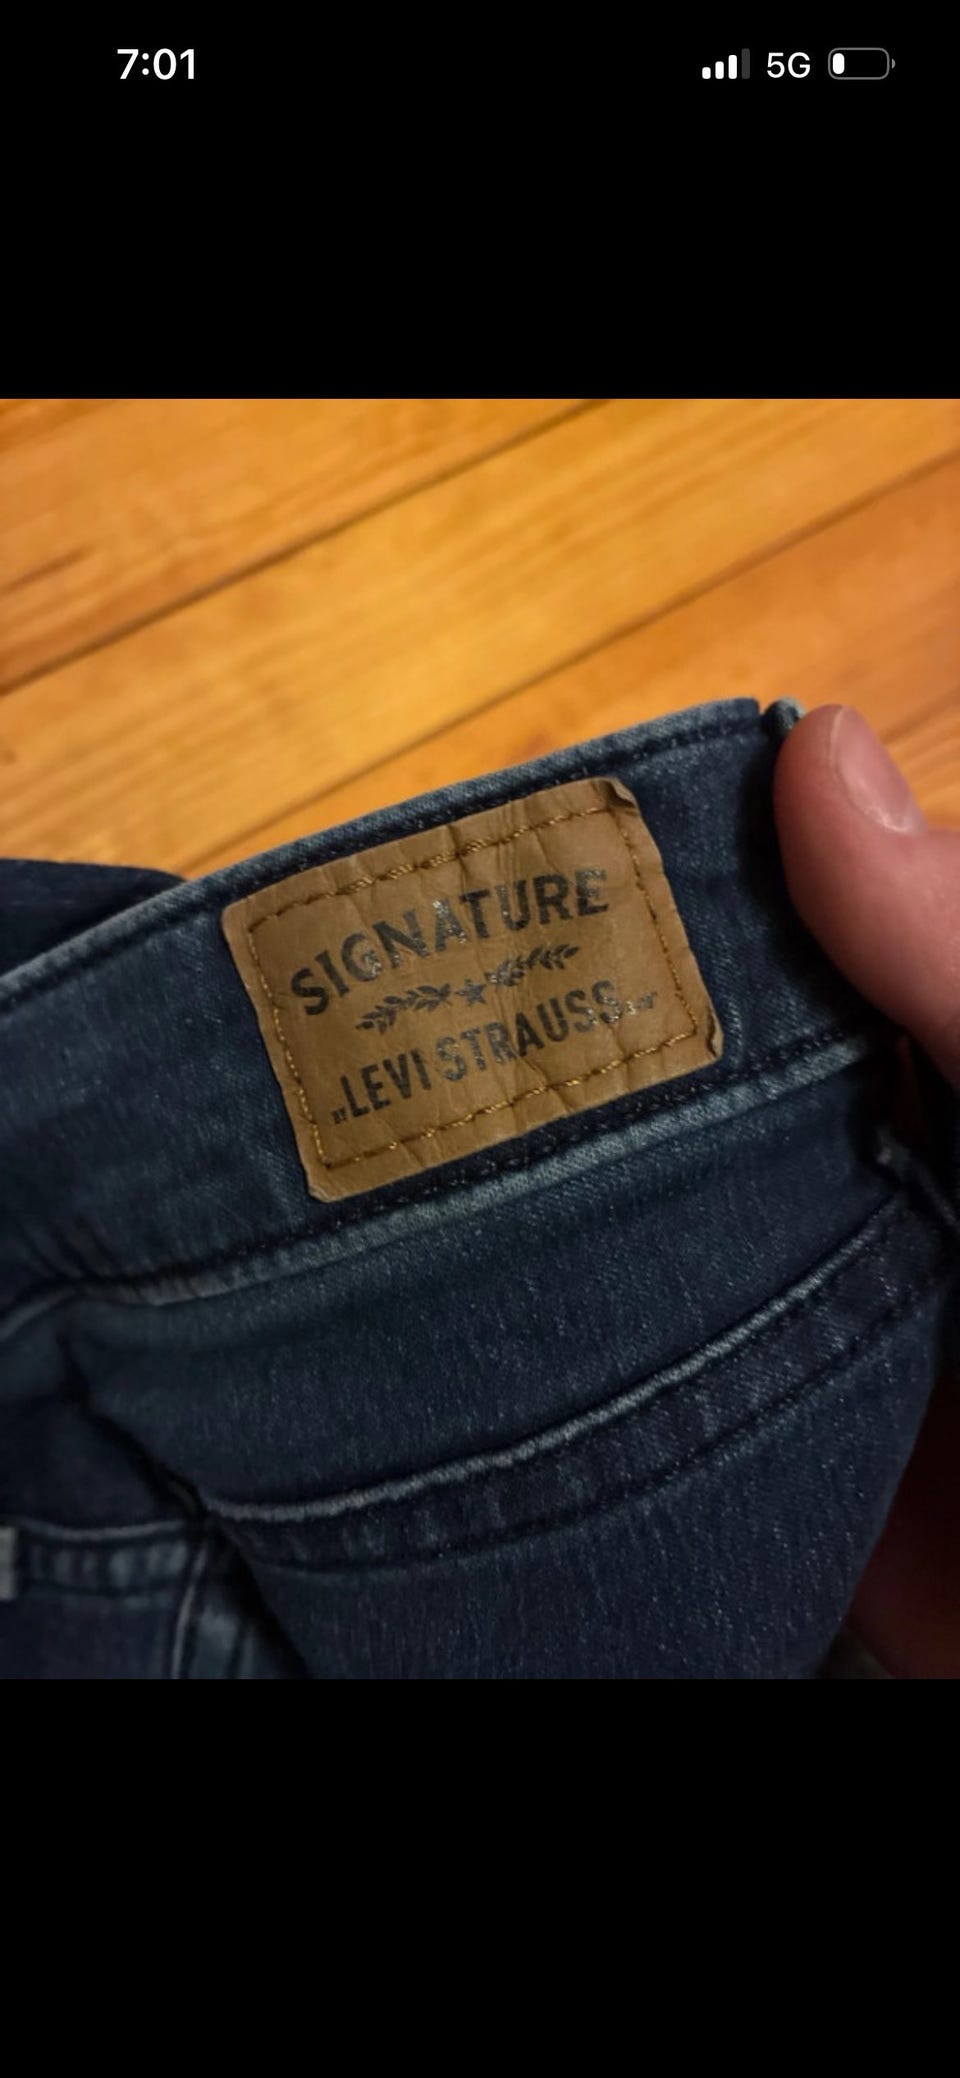 7:01 5G
SIGNATURE
LEVI STRAUSS